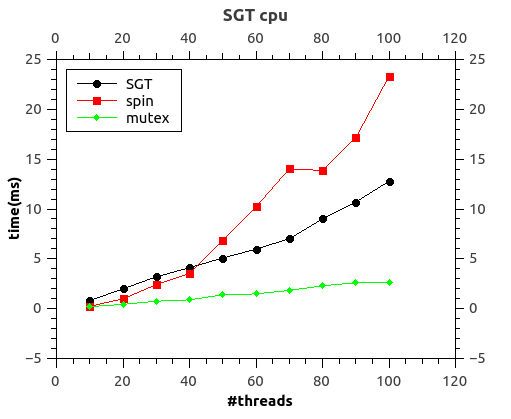 SGT cpu
0 20 40 60 80 100 120
25 25
20 20
15 15
10 10
5 5
0 0
−5 −5
SGT
spin
mutex
time(ms)
0 20 40 60 80 100 120
#threads